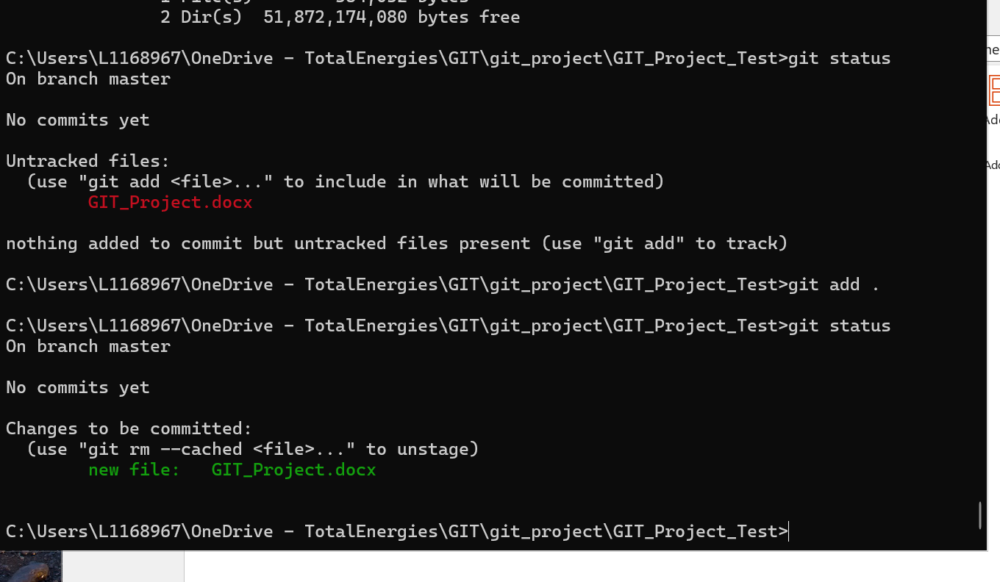 2 Dir(s)  51,872,174,080 bytes free
C:\Users\L1168967\OneDrive - TotalEnergies\GIT\git_project\GIT_Project_Test>git status
On branch master
No commits yet
Untracked files:
  (use "git add <file>..." to include in what will be committed)
        GIT_Project.docx
nothing added to commit but untracked files present (use "git add" to track)
C:\Users\L1168967\OneDrive - TotalEnergies\GIT\git_project\GIT_Project_Test>git add .
C:\Users\L1168967\OneDrive - TotalEnergies\GIT\git_project\GIT_Project_Test>git status
On branch master
No commits yet
Changes to be committed:
  (use "git rm --cached <file>..." to unstage)
        new file:   GIT_Project.docx
C:\Users\L1168967\OneDrive - TotalEnergies\GIT\git_project\GIT_Project_Test>